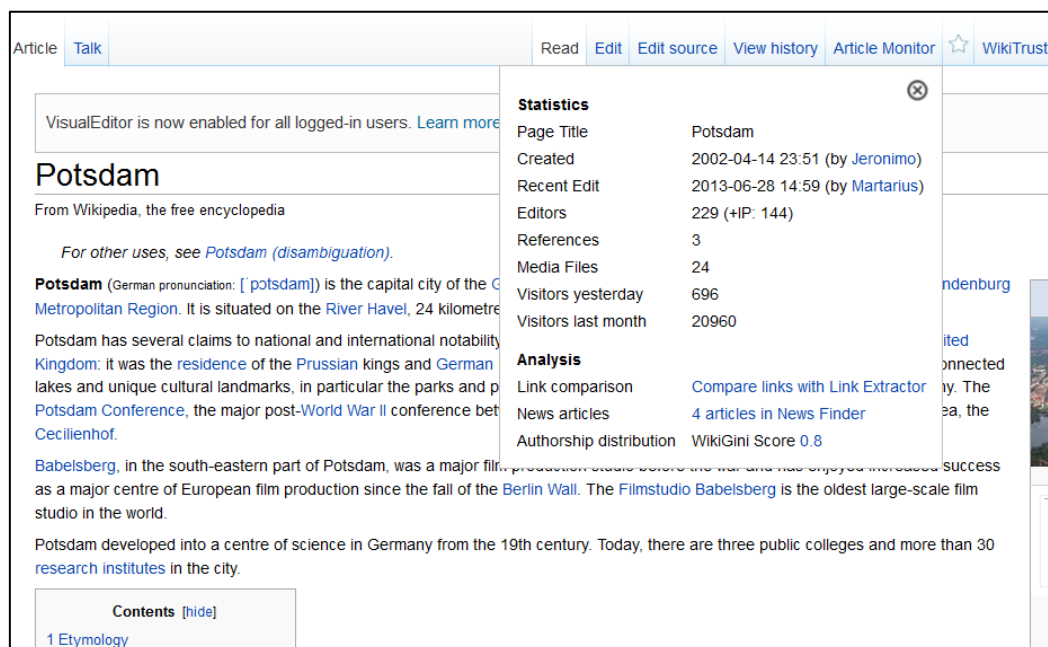 Article Talk Read Edit Edit source View history Article Monitor WikiTrust
VisualEditor is now enabled for all logged-in users. Learn more
Potsdam
From Wikipedia, the free encyclopedia
For other uses, see Potsdam (disambiguation).
Potsdam (German pronunciation: [ˈpɔtsdam]) is the capital city of the
Metropolitan Region. It is situated on the River Havel, 24 kilometre
Potsdam has several claims to national and international notability
Kingdom: it was the residence of the Prussian kings and German
lakes and unique cultural landmarks, in particular the parks and p
Potsdam Conference, the major post-World War II conference bet
Cecilienhof.
Statistics
Page Title Potsdam
Created 2002-04-14 23:51 (by Jeronimo)
Recent Edit 2013-06-28 14:59 (by Martarius)
Editors 229 (+IP: 144)
References 3
Media Files 24
Visitors yesterday 696
Visitors last month 20960
Analysis
Link comparison Compare links with Link Extractor
News articles 4 articles in News Finder
Authorship distribution WikiGini Score 0.8
ndenburg
ited
onnected
ny. The
ea, the
Babelsberg, in the south-eastern part of Potsdam, was a major film production studio before the war and has enjoyed increased success
as a major centre of European film production since the fall of the Berlin Wall. The Filmstudio Babelsberg is the oldest large-scale film
studio in the world.
Potsdam developed into a centre of science in Germany from the 19th century. Today, there are three public colleges and more than 30
research institutes in the city.
Contents [hide]
1 Etymology